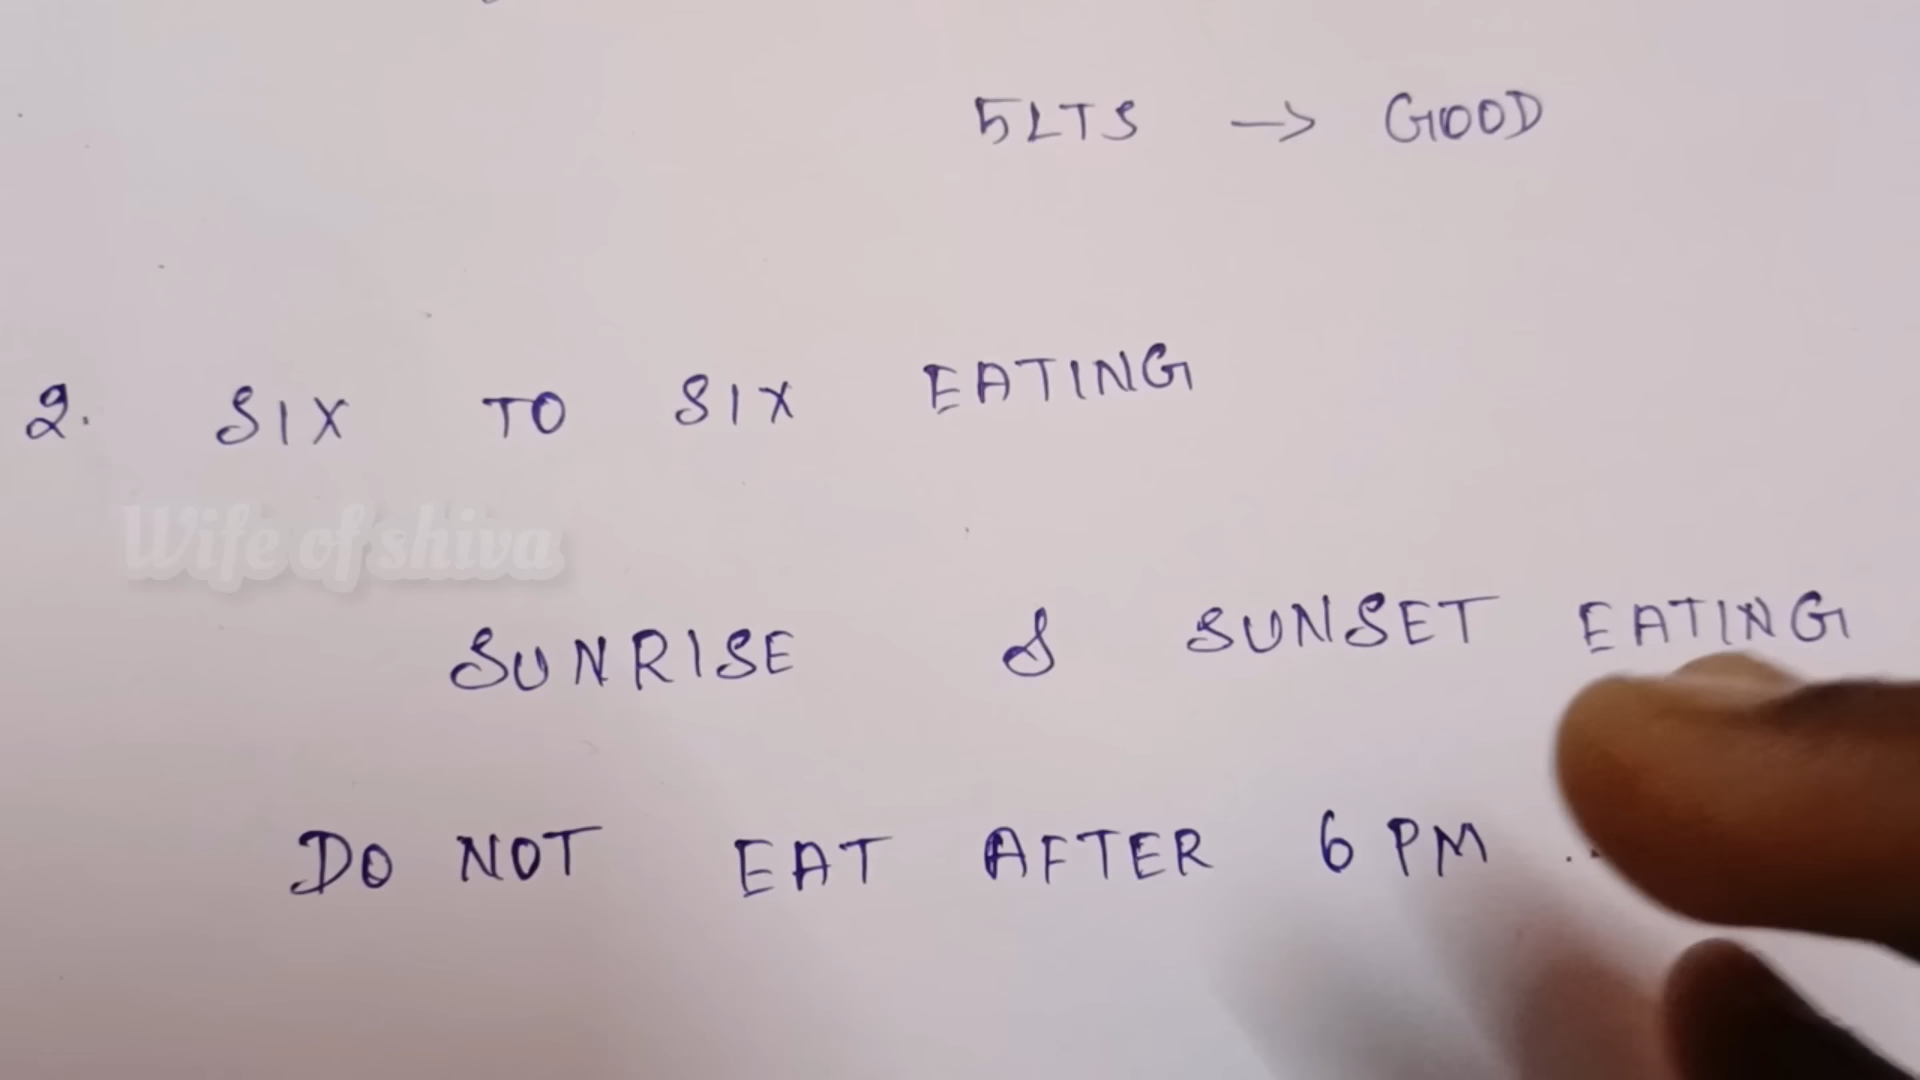 5LTS → GOOD
2. SIX TO SIX EATING
Wife of shiva
SUNRISE & SUNSET EATING
DO NOT EAT AFTER 6 PM ..